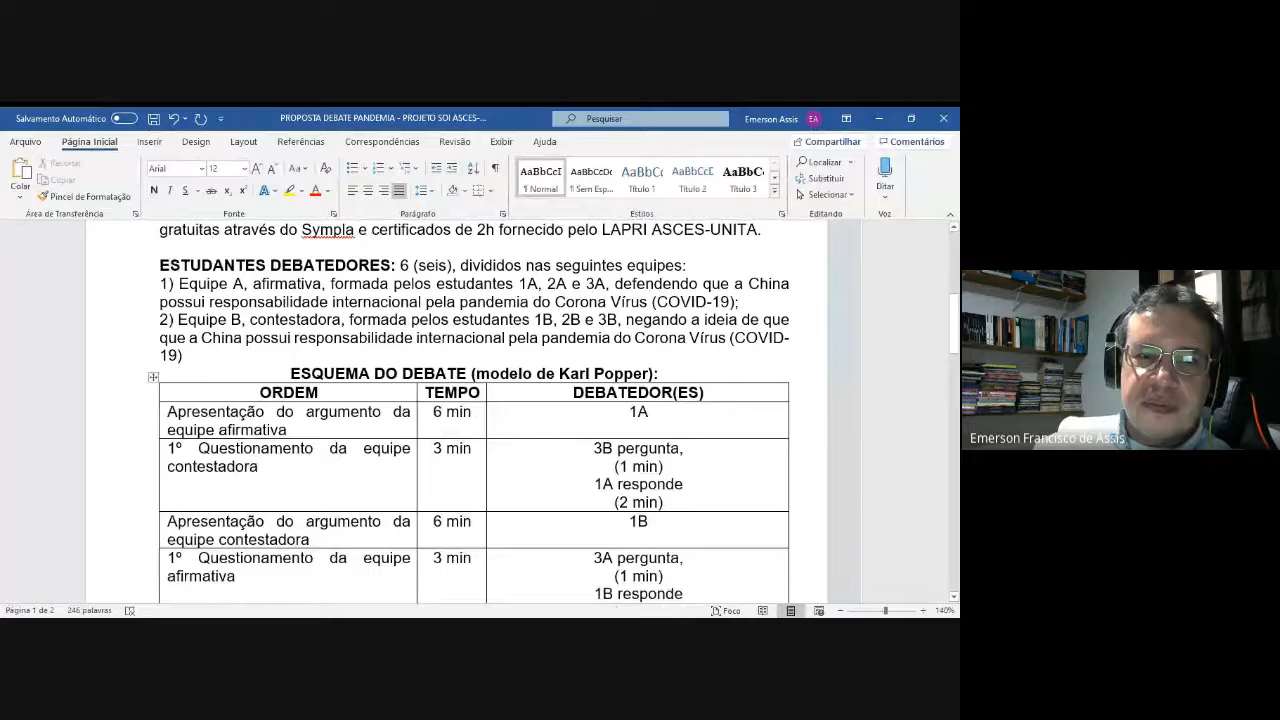 Salvamento Automático
PROPOSTA DEBATE PANDEMIA - PROJETO SOI ASCES-...
Pesquisar
Emerson Assis
EA
Arquivo Página Inicial Inserir Design Layout Referências Correspondências Revisão Exibir Ajuda
Compartilhar
Comentários
Colar
Recortar
Copiar
Pincel de Formatação
Área de Transferência
Arial 12
Aa
N I S ab x₂ x²
Fonte
Parágrafo
AaBbCcI AaBbCcDc AaBbC AaBbCcE AaBbC
¶ Normal ¶ Sem Esp... Título 1 Título 2 Título 3
Estilos
Localizar
Substituir
Selecionar
Editando
Ditar
Voz
gratuitas através do Sympla e certificados de 2h fornecido pelo LAPRI ASCES-UNITA.
ESTUDANTES DEBATEDORES: 6 (seis), divididos nas seguintes equipes:
1) Equipe A, afirmativa, formada pelos estudantes 1A, 2A e 3A, defendendo que a China
possui responsabilidade internacional pela pandemia do Corona Vírus (COVID-19);
2) Equipe B, contestadora, formada pelos estudantes 1B, 2B e 3B, negando a ideia de que
que a China possui responsabilidade internacional pela pandemia do Corona Vírus (COVID-
19)
ESQUEMA DO DEBATE (modelo de Karl Popper):
ORDEM TEMPO DEBATEDOR(ES)
Apresentação do argumento da 6 min 1A
equipe afirmativa
1º Questionamento da equipe 3 min 3B pergunta,
contestadora (1 min)
1A responde
(2 min)
Apresentação do argumento da 6 min 1B
equipe contestadora
1º Questionamento da equipe 3 min 3A pergunta,
afirmativa (1 min)
1B responde
Página 1 de 2 246 palavras
Foco
140%
Emerson Francisco de Assis